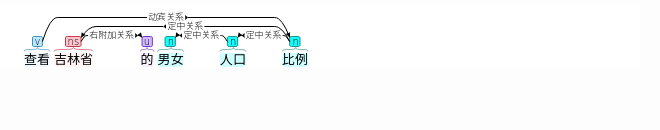 动宾关系
定中关系
右附加关系 定中关系 定中关系
v ns u n n n
查看 吉林省 的 男女 人口 比例